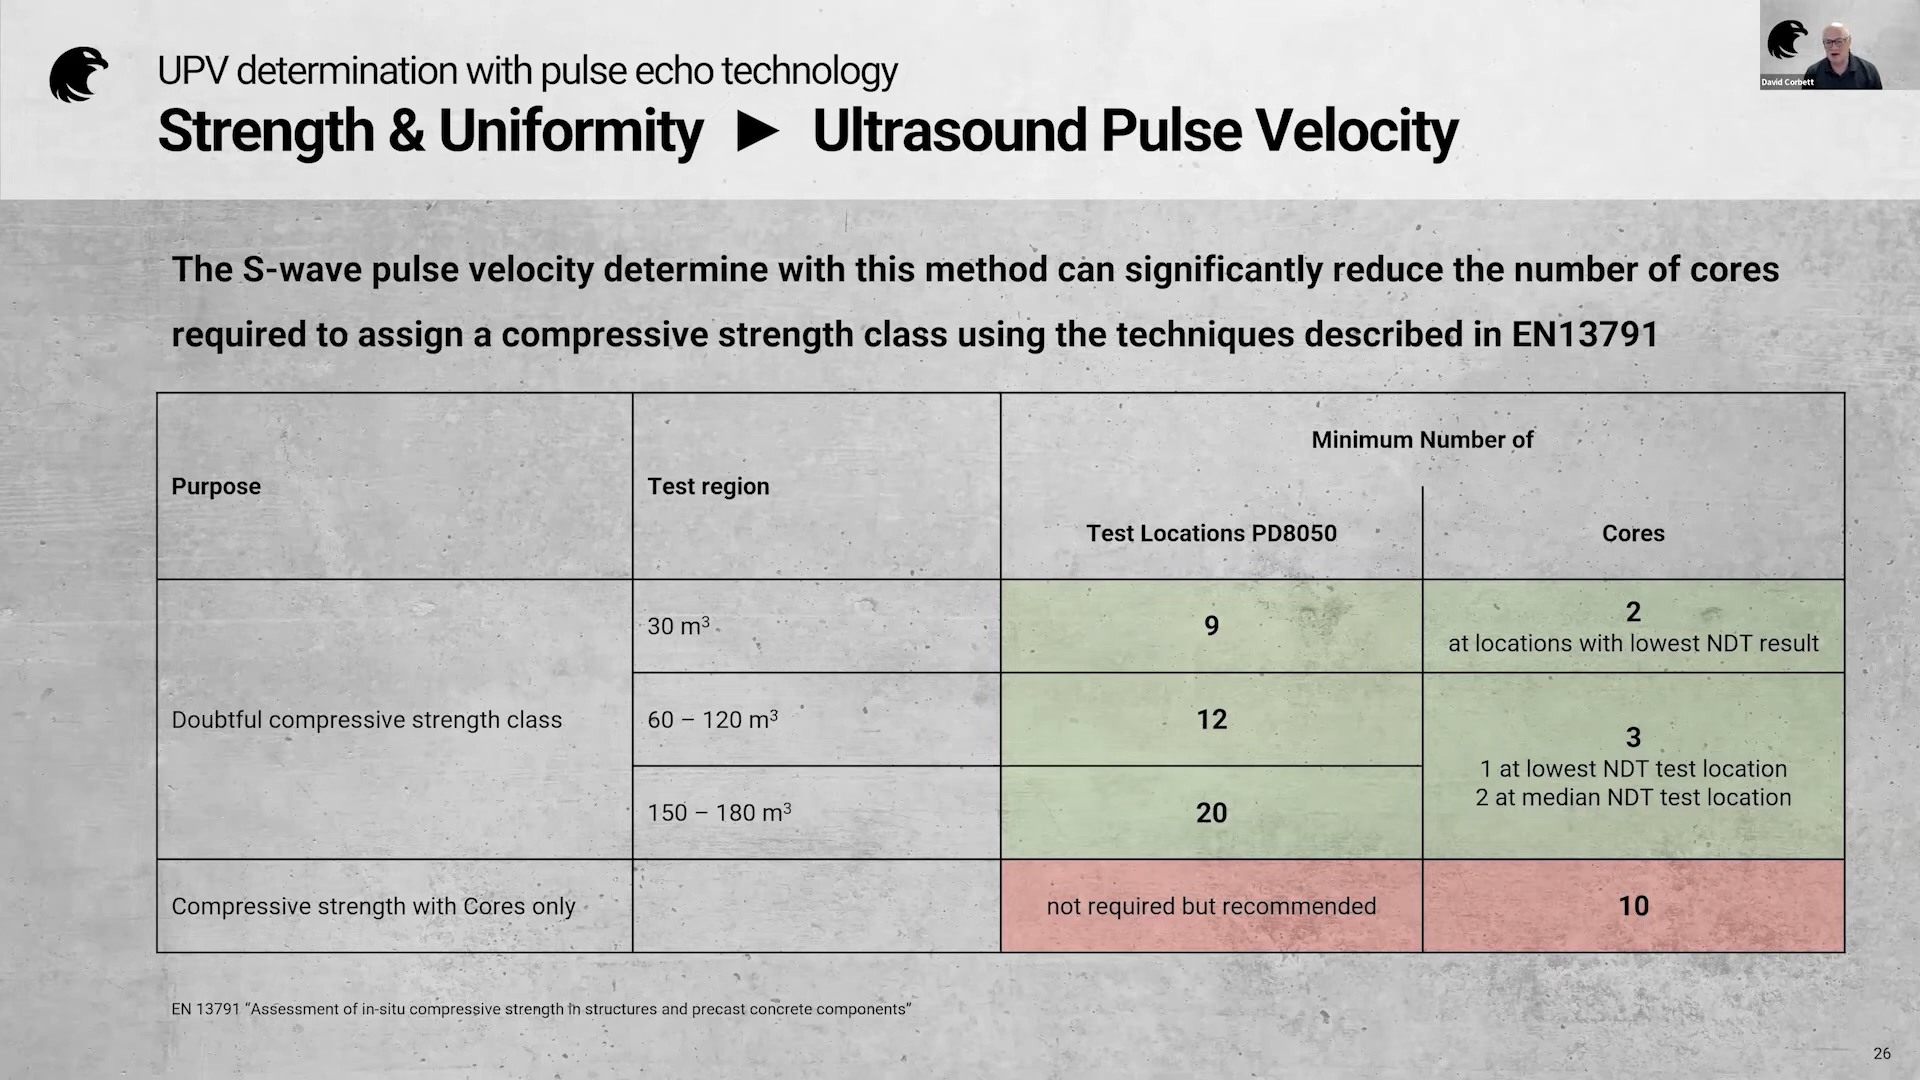 UPV determination with pulse echo technology
Strength & Uniformity ► Ultrasound Pulse Velocity
David Corbett
The S-wave pulse velocity determine with this method can significantly reduce the number of cores
required to assign a compressive strength class using the techniques described in EN13791
Minimum Number of
Purpose
Test region
Test Locations PD8050
Cores
Doubtful compressive strength class
30 m³
9
2
at locations with lowest NDT result
60 – 120 m³
12
3
1 at lowest NDT test location
2 at median NDT test location
150 – 180 m³
20
Compressive strength with Cores only
not required but recommended
10
EN 13791 “Assessment of in-situ compressive strength in structures and precast concrete components”
26